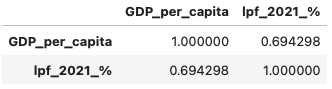 GDP_per_capita lpf_2021_%
GDP_per_capita 1.000000 0.694298
lpf_2021_% 0.694298 1.000000